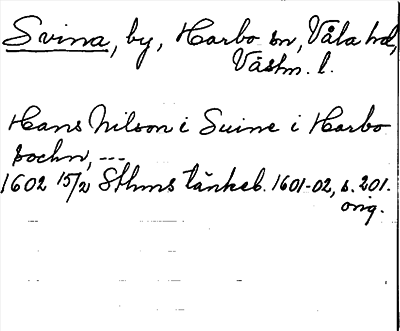 Svina, by, Harbo sn, Våla hd,
Västm. l.
Hans Nilson i Suine i Harbo
sochn, ---
1602 15/2 Sthms tänkeb. 1601-02, s. 201.
orig.